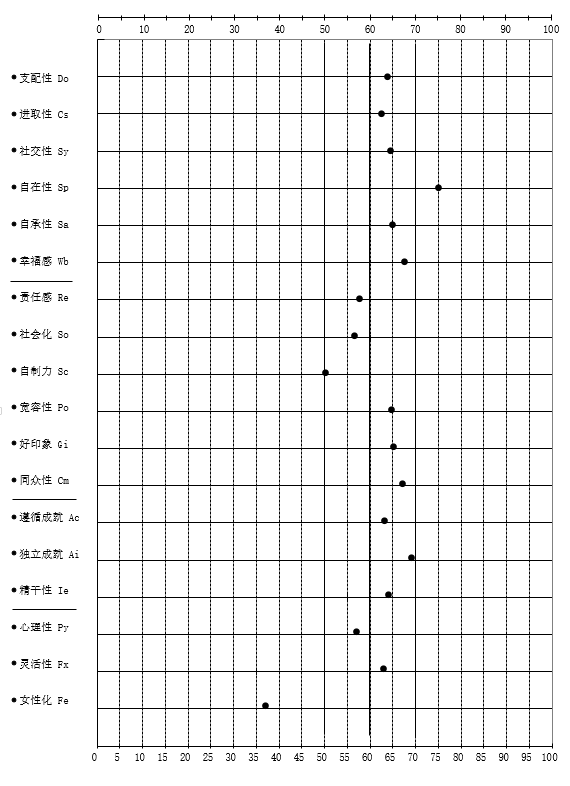 0 10 20 30 40 50 60 70 80 90 100
支配性 Do
进取性 Cs
社交性 Sy
自在性 Sp
自承性 Sa
幸福感 Wb
责任感 Re
社会化 So
自制力 Sc
宽容性 Po
好印象 Gi
同众性 Cm
遵循成就 Ac
独立成就 Ai
精干性 Ie
心理性 Py
灵活性 Fx
女性化 Fe
0 5 10 15 20 25 30 35 40 45 50 55 60 65 70 75 80 85 90 95 100